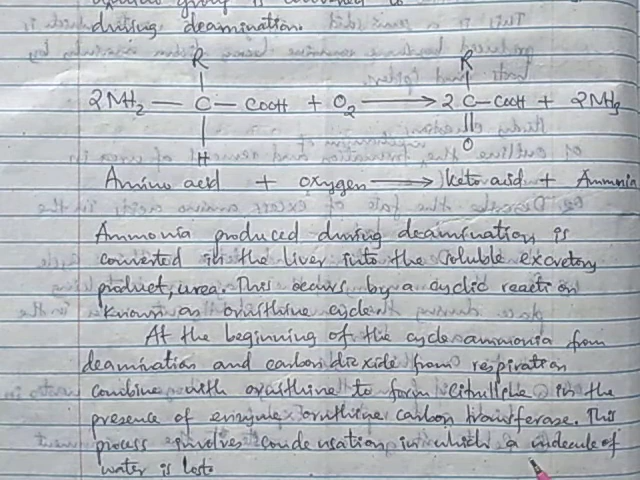 during deamination.
R R
2NH2 — C — COOH + O2 → 2 C — COOH + 2NH3
H O
Amino acid + oxygen → Keto acid + Ammonia
Ammonia produced during deamination is
converted in the liver into the soluble excretory
product, urea. This occurs by a cyclic reaction
known as ornithine cycle.
At the beginning of the cycle ammonia from
deamination and carbon dioxide from respiration
combine with ornithine to form citrulline in the
presence of enzyme ornithine carbon transferase. This
process involves condensation in which a molecule of
water is lost.